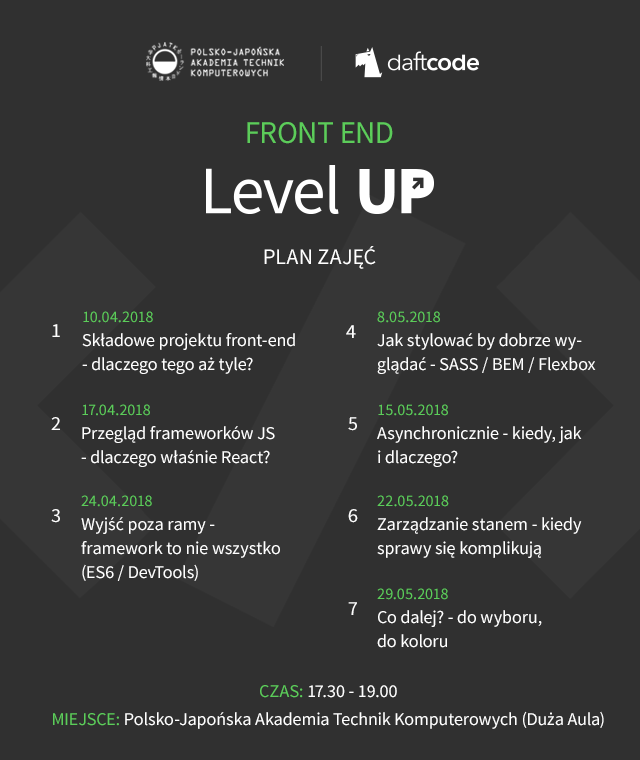 POLSKO-JAPOŃSKA
AKADEMIA TECHNIK
KOMPUTEROWYCH
daftcode
FRONT END
Level UP
PLAN ZAJĘĆ
1
10.04.2018
Składowe projektu front-end
- dlaczego tego aż tyle?
2
17.04.2018
Przegląd frameworków JS
- dlaczego właśnie React?
3
24.04.2018
Wyjść poza ramy -
framework to nie wszystko
(ES6 / DevTools)
4
8.05.2018
Jak stylować by dobrze wy-
glądać - SASS / BEM / Flexbox
5
15.05.2018
Asynchronicznie - kiedy, jak
i dlaczego?
6
22.05.2018
Zarządzanie stanem - kiedy
sprawy się komplikują
7
29.05.2018
Co dalej? - do wyboru,
do koloru
CZAS: 17.30 - 19.00
MIEJSCE: Polsko-Japońska Akademia Technik Komputerowych (Duża Aula)